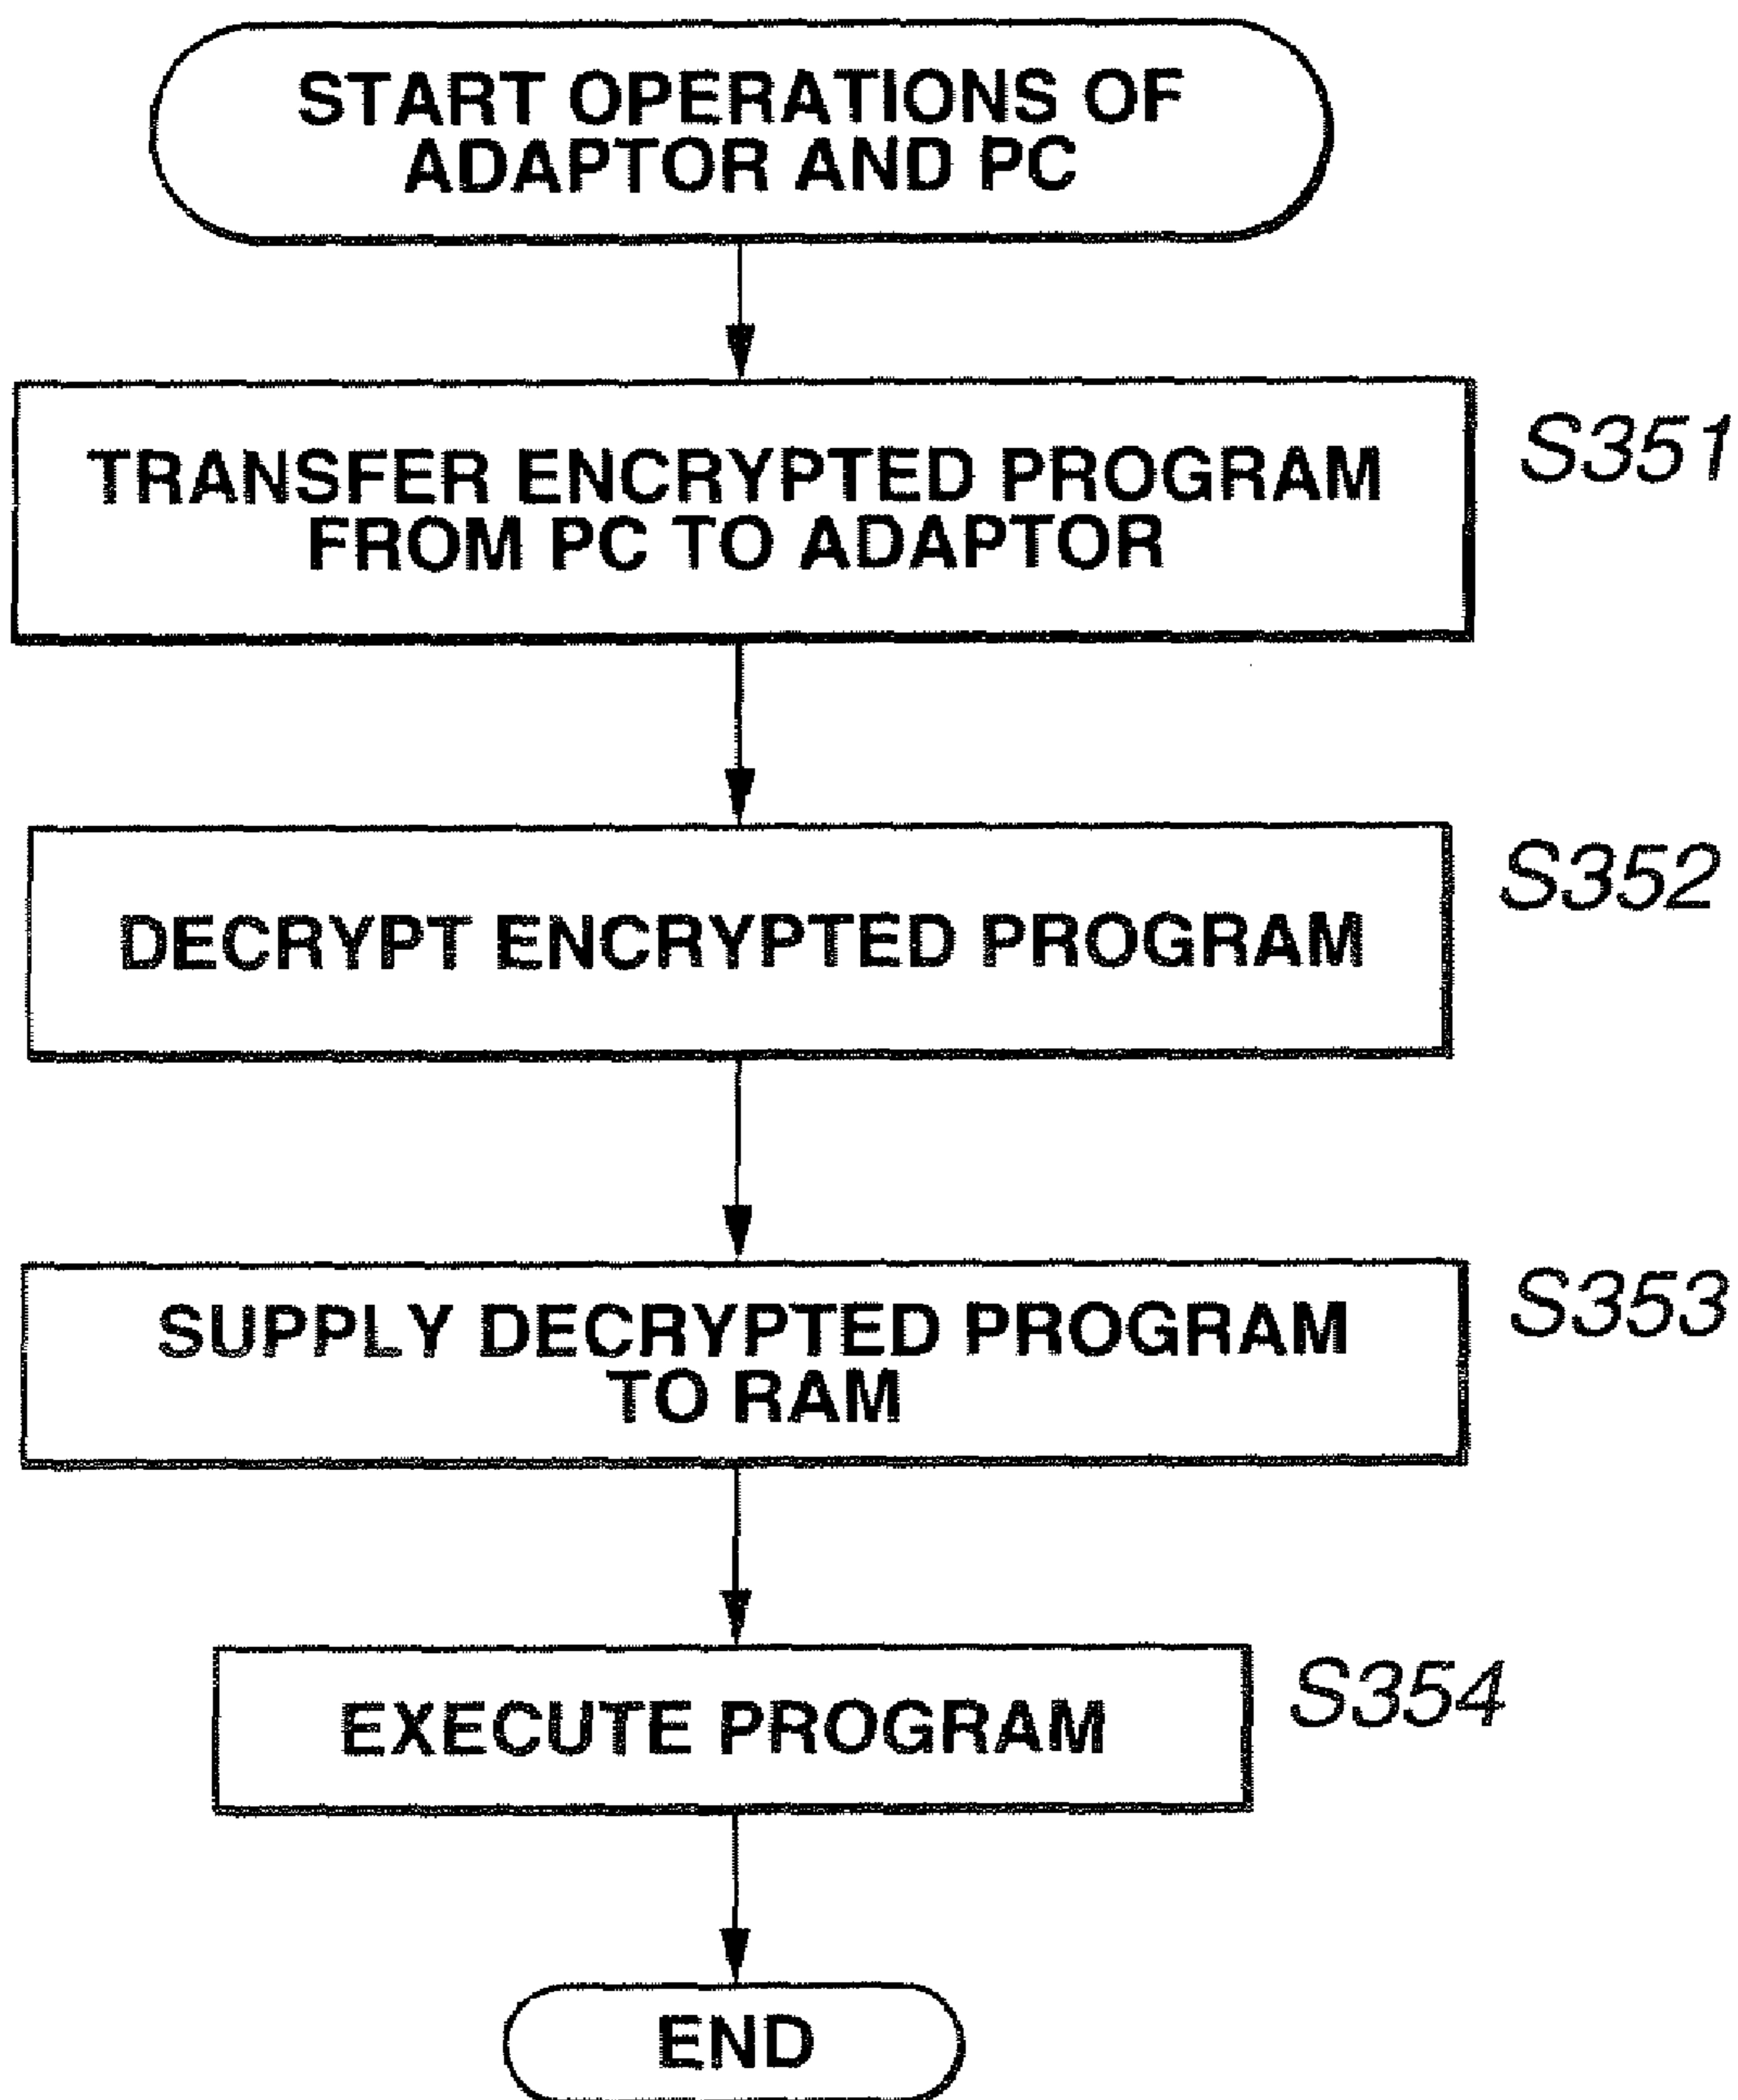 START OPERATIONS OF
ADAPTOR AND PC
TRANSFER ENCRYPTED PROGRAM
FROM PC TO ADAPTOR
S351
DECRYPT ENCRYPTED PROGRAM
S352
SUPPLY DECRYPTED PROGRAM
TO RAM
S353
EXECUTE PROGRAM
S354
END